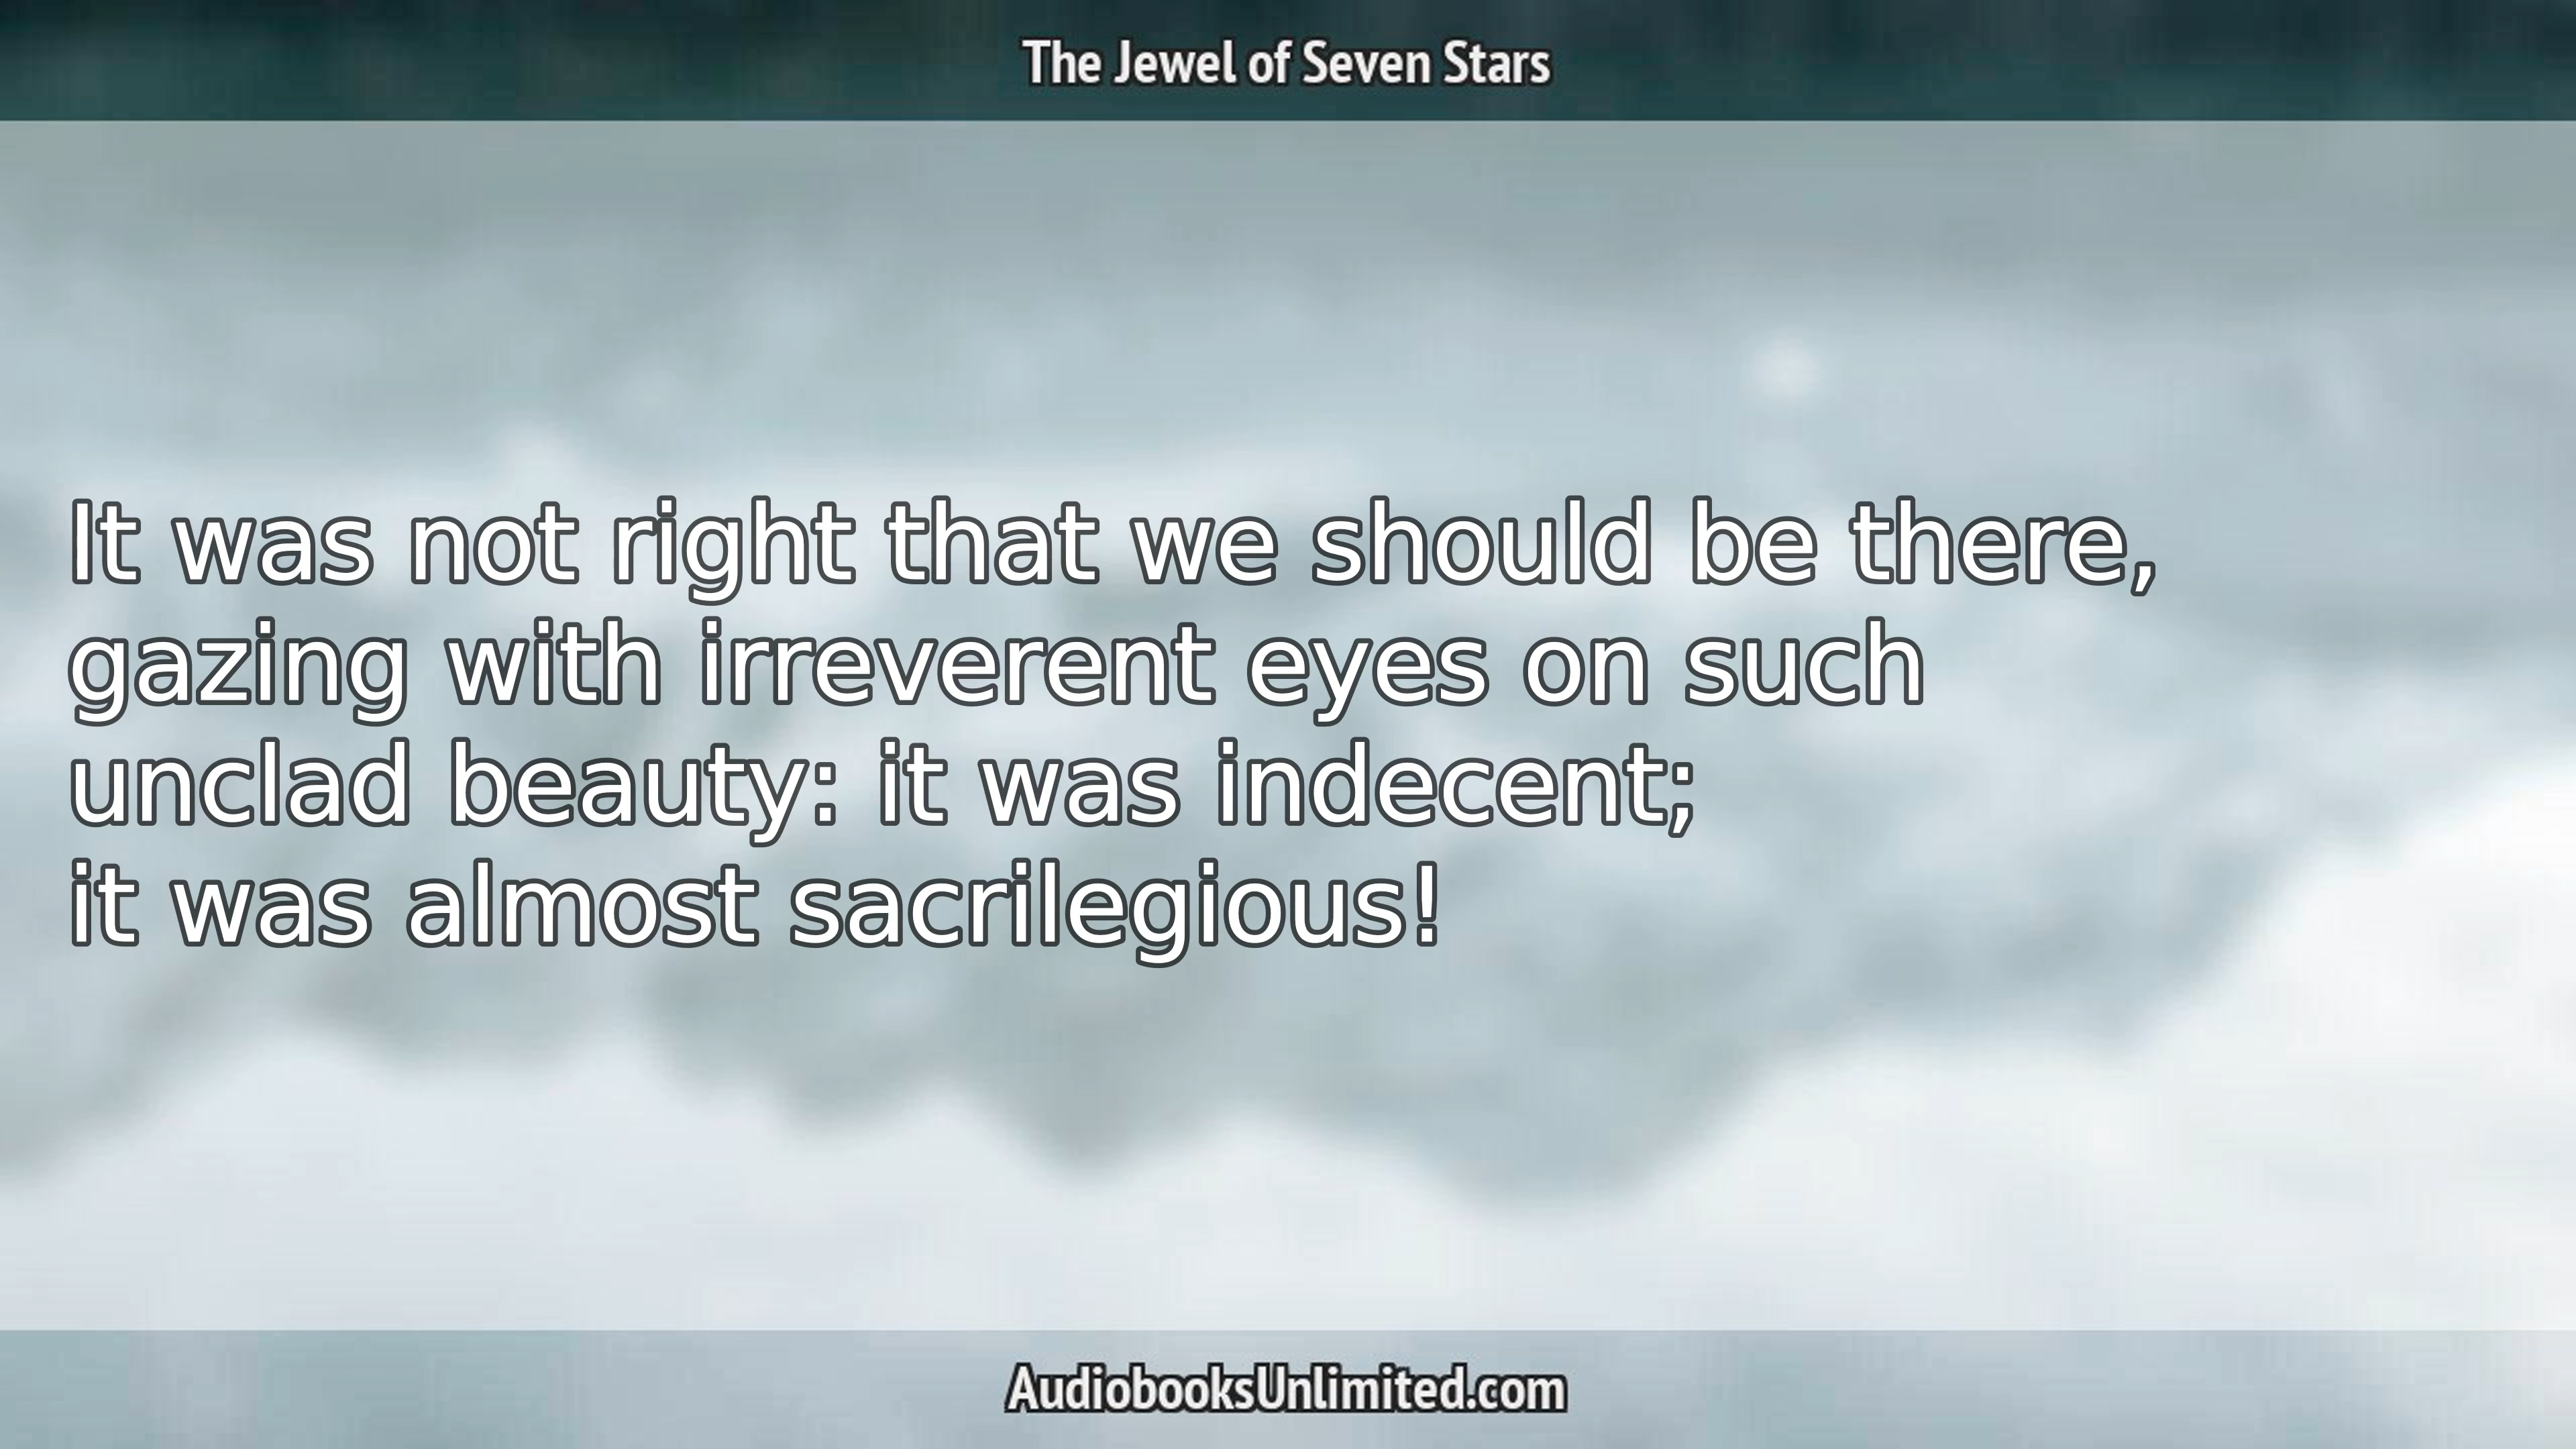 The Jewel of Seven Stars
It was not right that we should be there,
gazing with irreverent eyes on such
unclad beauty: it was indecent;
it was almost sacrilegious!
AudiobooksUnlimited.com